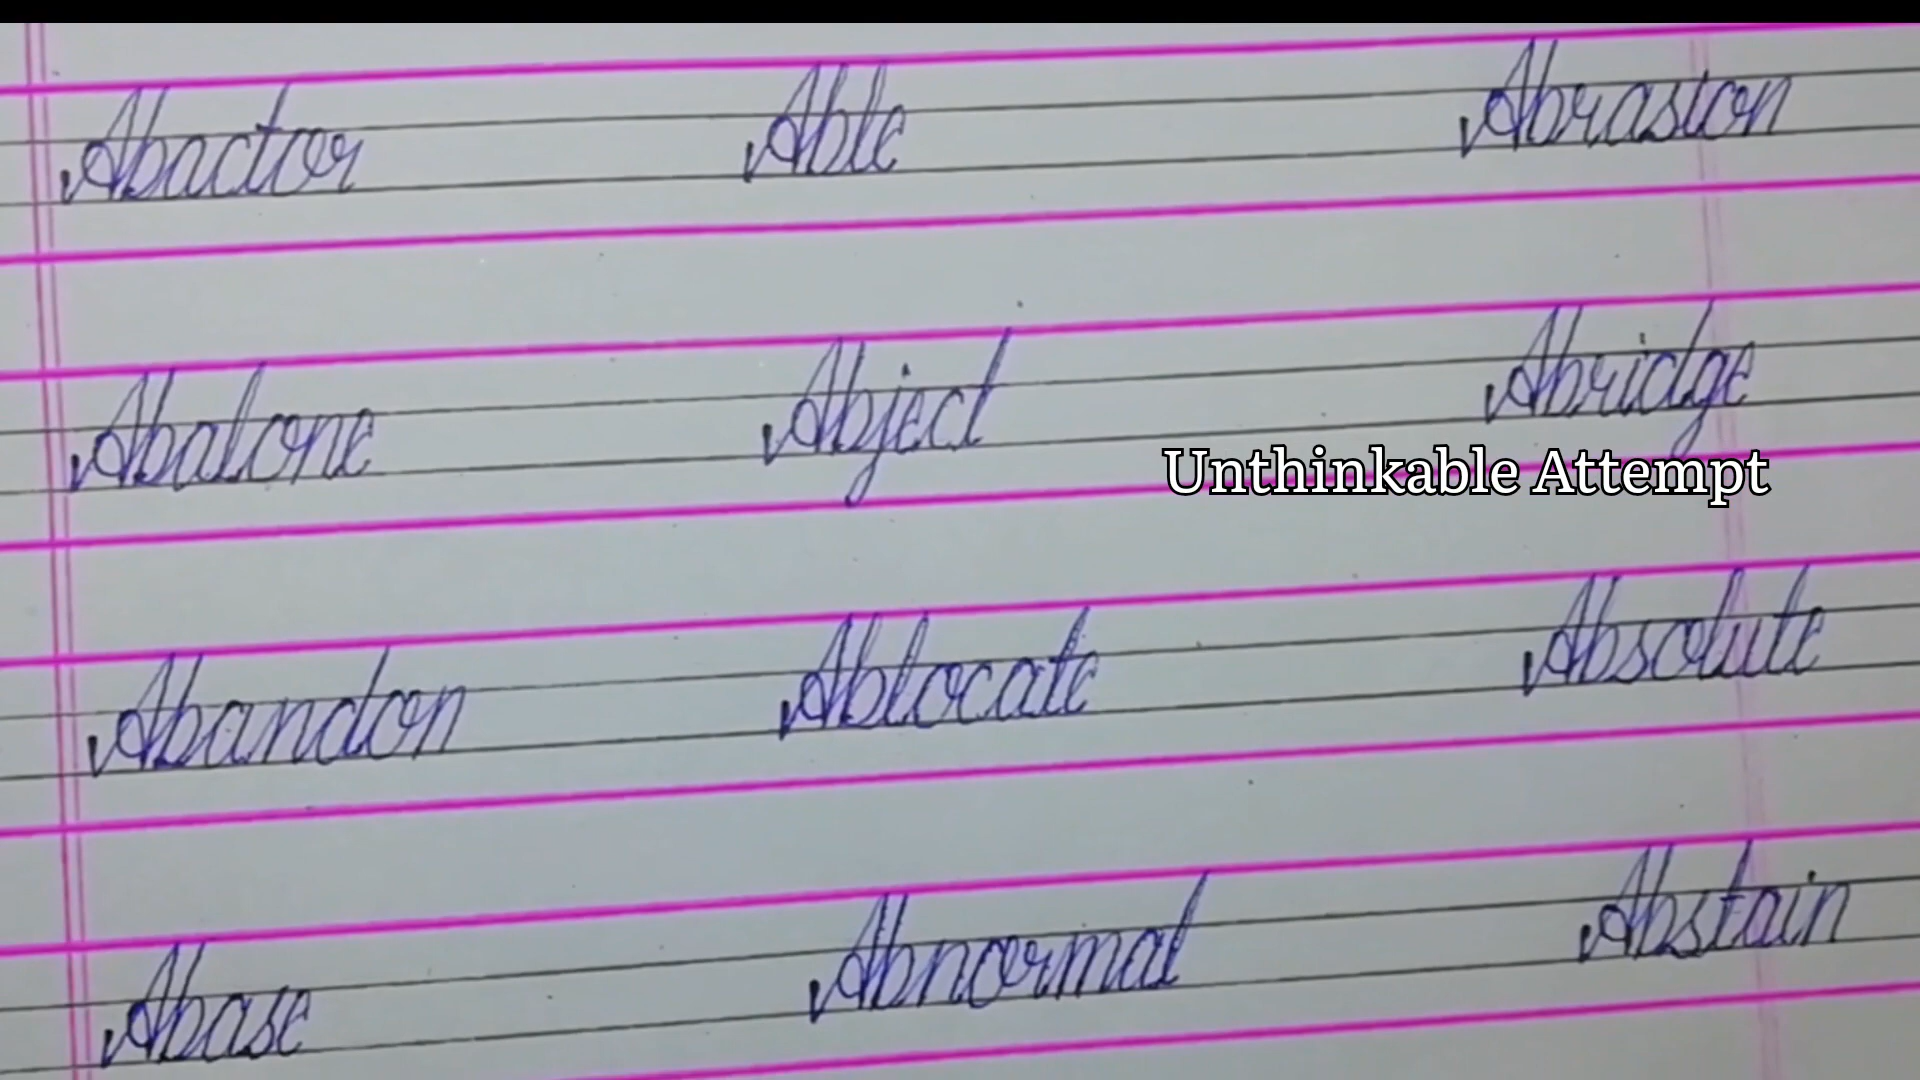 Abactor Able Abrasion
Abalone Abject Abridge
Unthinkable Attempt
Abandon Ablocate Absolute
Abase Abnormal Abstain